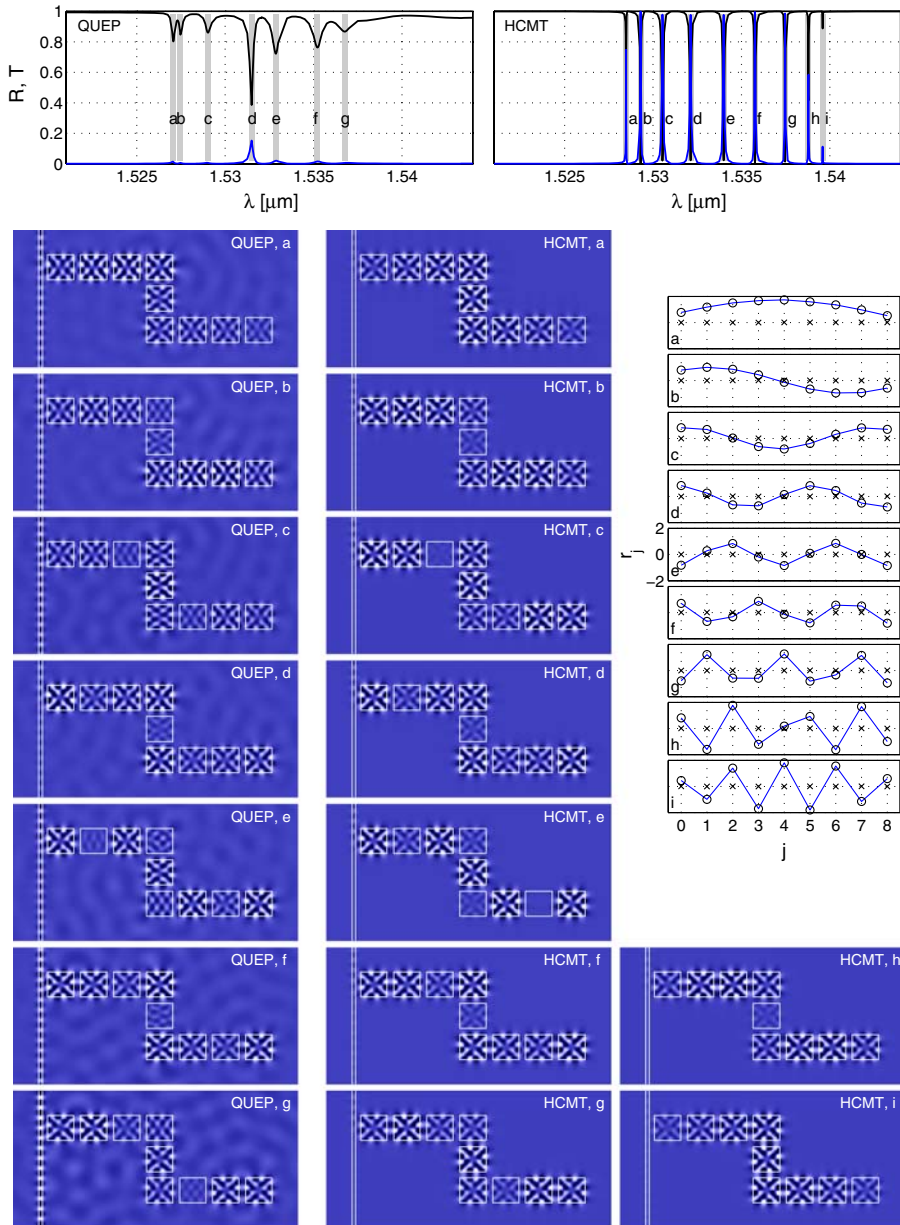 QUEP
HCMT
R, T
1
0.8
0.6
0.4
0.2
0
a b c d e f g
a b c d e f g h i
1.525 1.53 1.535 1.54
1.525 1.53 1.535 1.54
λ [μm]
λ [μm]
QUEP, a
HCMT, a
QUEP, b
HCMT, b
QUEP, c
HCMT, c
QUEP, d
HCMT, d
QUEP, e
HCMT, e
QUEP, f
HCMT, f
HCMT, h
QUEP, g
HCMT, g
HCMT, i
a
b
c
d
r_j
2
0
−2
e
f
g
h
i
0 1 2 3 4 5 6 7 8
j